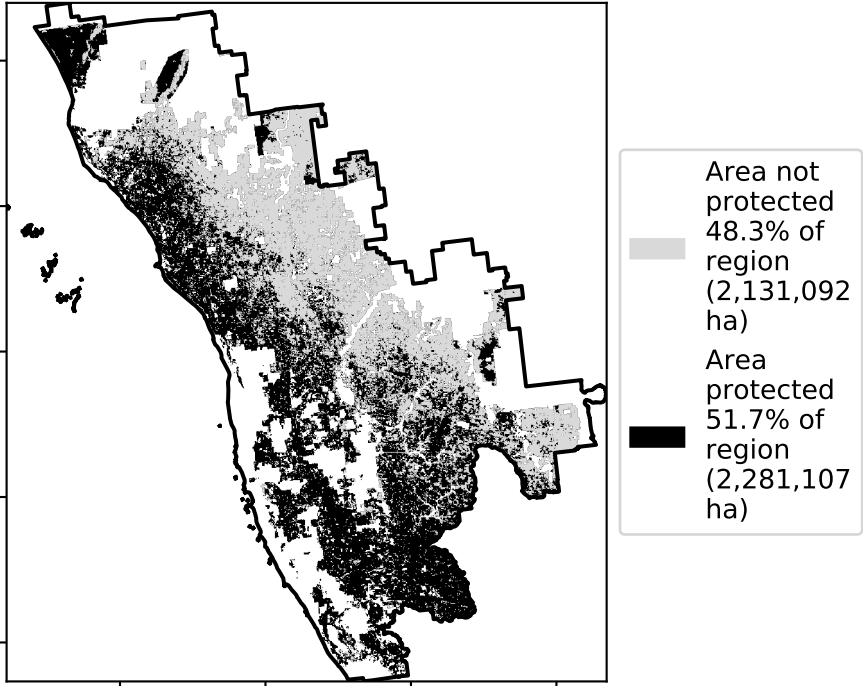 Area not
protected
48.3% of
region
(2,131,092
ha)
Area
protected
51.7% of
region
(2,281,107
ha)